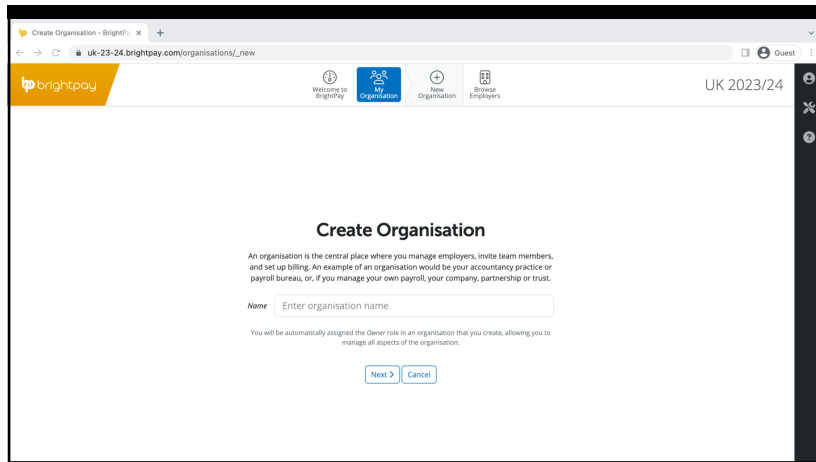 Create Organisation - BrightPa
uk-23-24.brightpay.com/organisations/_new
Guest
brightpay
Welcome to
BrightPay
My
Organisation
New
Organisation
Browse
Employers
UK 2023/24
Create Organisation
An organisation is the central place where you manage employers, invite team members,
and set up billing. An example of an organisation would be your accountancy practice or
payroll bureau, or, if you manage your own payroll, your company, partnership or trust.
Name Enter organisation name
You will be automatically assigned the Owner role in an organisation that you create, allowing you to
manage all aspects of the organisation.
Next Cancel